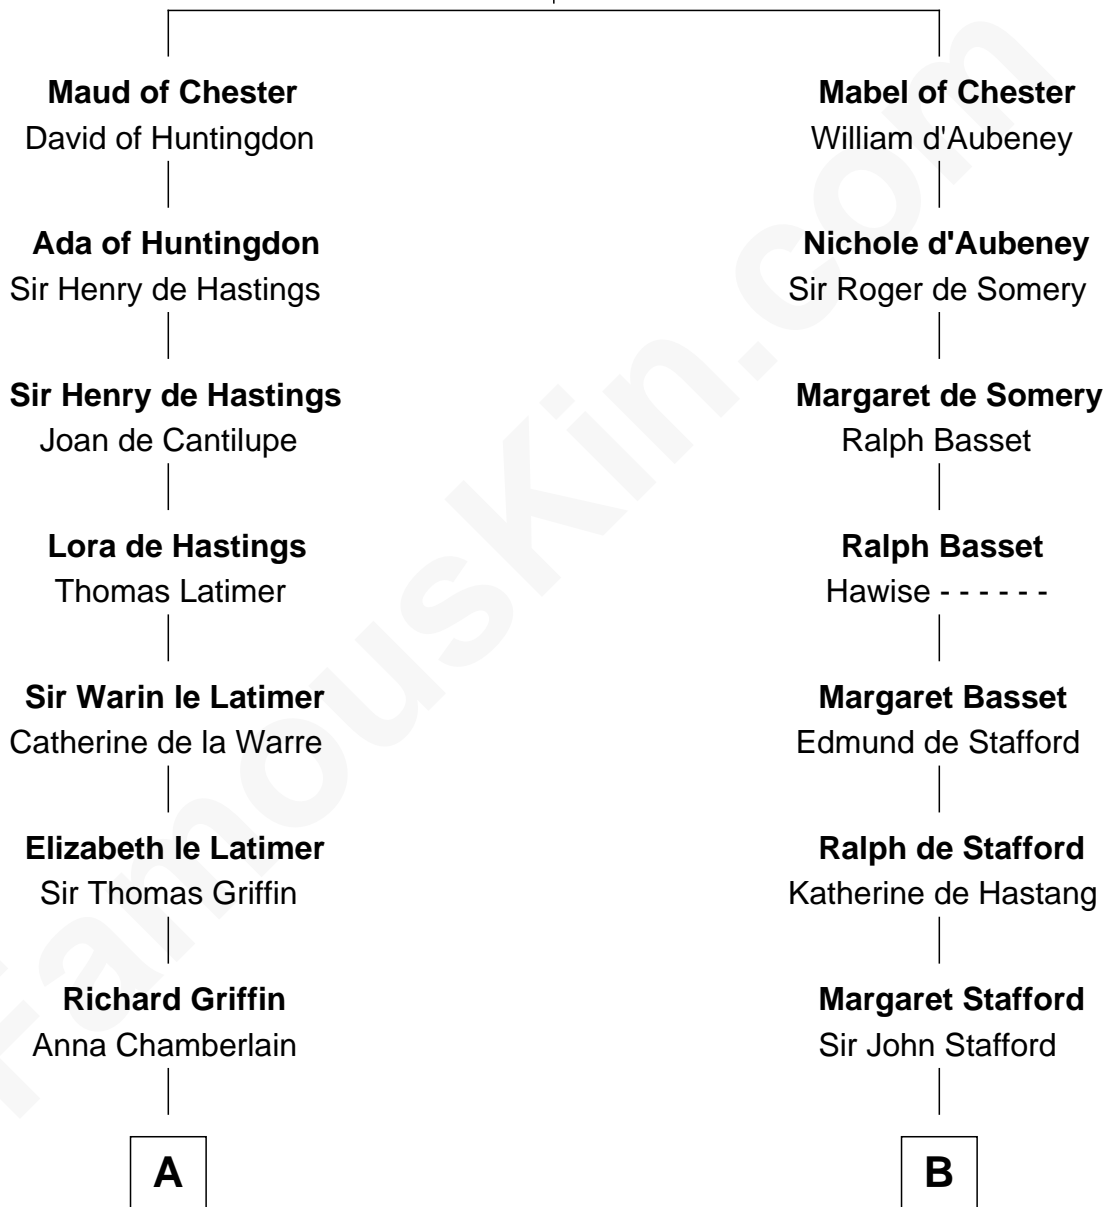 Maud of Chester
David of Huntingdon
Ada of Huntingdon
Sir Henry de Hastings
Sir Henry de Hastings
Joan de Cantilupe
Lora de Hastings
Thomas Latimer
Sir Warin le Latimer
Catherine de la Warre
Elizabeth le Latimer
Sir Thomas Griffin
Richard Griffin
Anna Chamberlain
A
Mabel of Chester
William d'Aubeney
Nichole d'Aubeney
Sir Roger de Somery
Margaret de Somery
Ralph Basset
Ralph Basset
Hawise - - - - - -
Margaret Basset
Edmund de Stafford
Ralph de Stafford
Katherine de Hastang
Margaret Stafford
Sir John Stafford
B
FamousKin.com